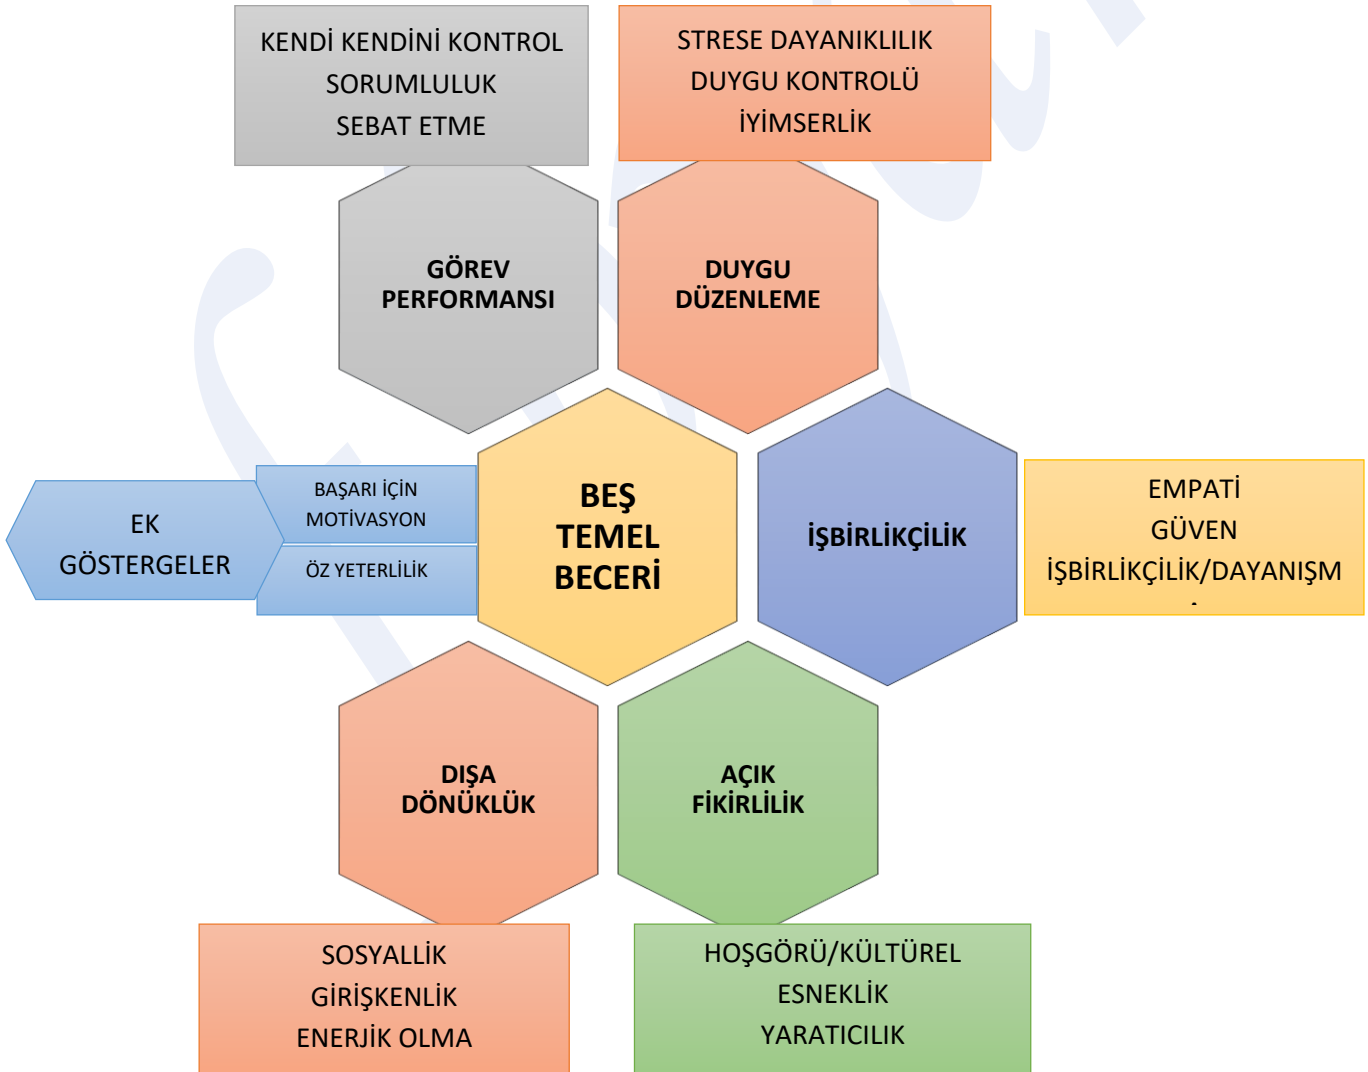 KENDİ KENDİNİ KONTROL
SORUMLULUK
SEBAT ETME
STRESE DAYANIKLILIK
DUYGU KONTROLÜ
İYİMSERLİK
GÖREV
PERFORMANSI
DUYGU
DÜZENLEME
EK
GÖSTERGELER
BAŞARI İÇİN
MOTİVASYON
ÖZ YETERLİLİK
BEŞ
TEMEL
BECERİ
İŞBİRLİKÇİLİK
EMPATİ
GÜVEN
İŞBİRLİKÇİLİK/DAYANIŞM
DIŞA
DÖNÜKLÜK
AÇIK
FİKİRLİLİK
SOSYALLİK
GİRİŞKENLİK
ENERJİK OLMA
HOŞGÖRÜ/KÜLTÜREL
ESNEKLİK
YARATICILIK